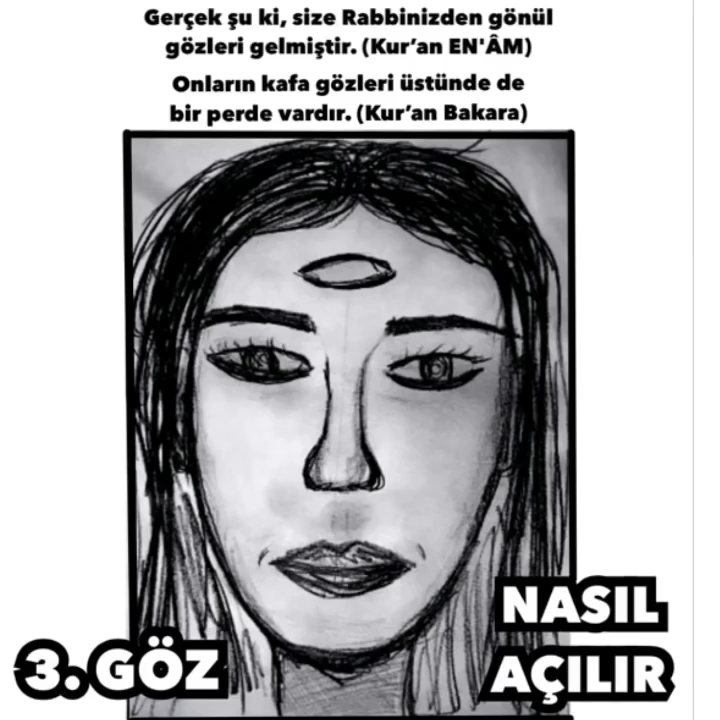 Gerçek şu ki, size Rabbinizden gönül
gözleri gelmiştir. (Kur’an EN'ÂM)
Onların kafa gözleri üstünde de
bir perde vardır. (Kur’an Bakara)
3. GÖZ
NASIL
AÇILIR